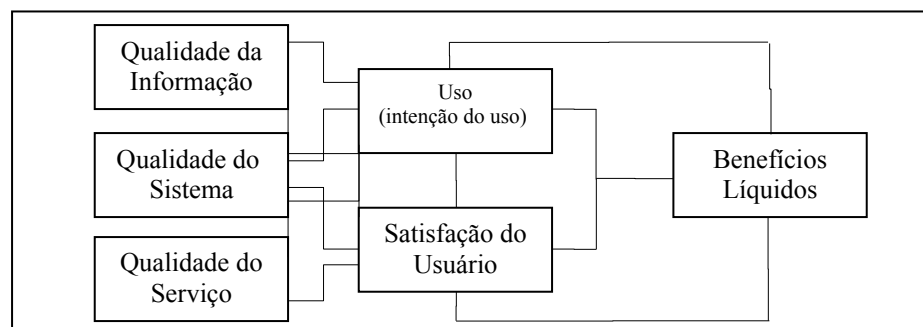 Qualidade da
Informação
Uso
(intenção do uso)
Qualidade do
Sistema
Benefícios
Líquidos
Satisfação do
Usuário
Qualidade do
Serviço